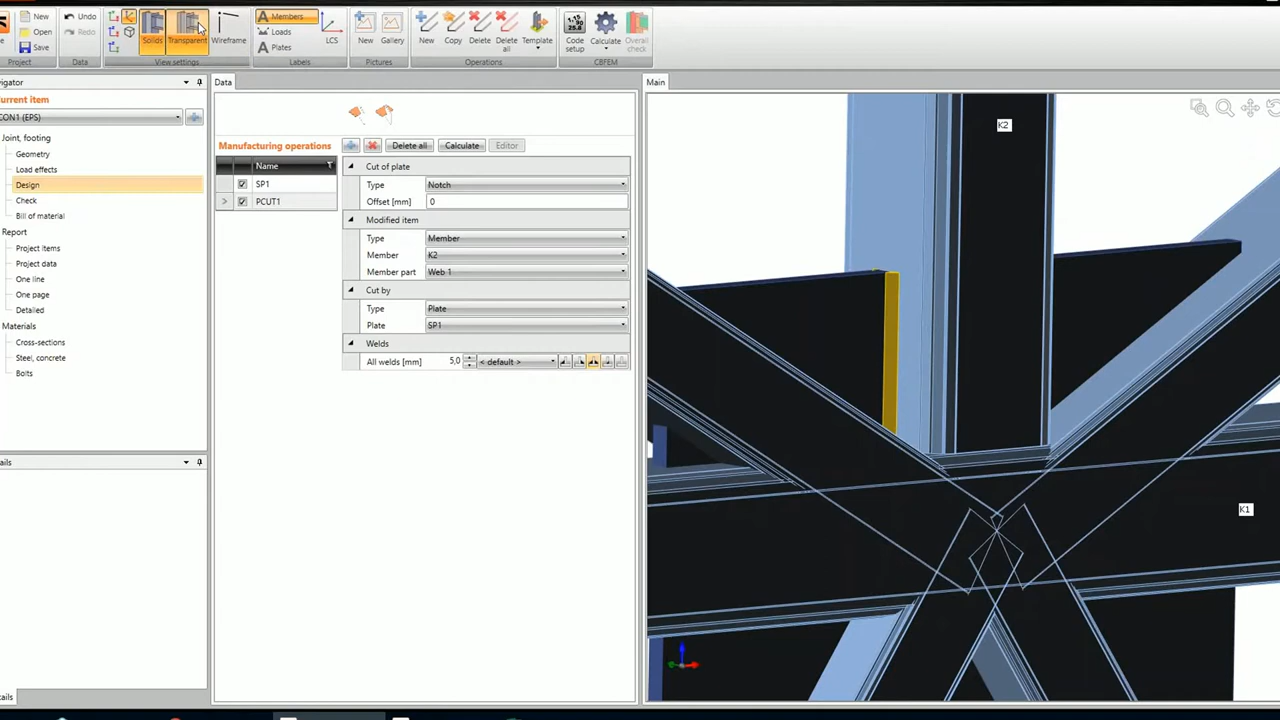 New
Open
Save
Project
Undo
Redo
Data
Solids
Transparent
Wireframe
View settings
Members
Loads
Plates
Labels
LCS
New
Gallery
Pictures
New
Copy
Delete
Delete all
Template
Operations
Code setup
Calculate
Overall check
CBFEM
Data
Main
CON1 (EPS)
Joint, footing
Geometry
Load effects
Design
Check
Bill of material
Report
Project items
Project data
One line
One page
Detailed
Materials
Cross-sections
Steel, concrete
Bolts
Manufacturing operations
Delete all
Calculate
Editor
Name
SP1
PCUT1
Cut of plate
Type Notch
Offset [mm] 0
Modified item
Type Member
Member K2
Member part Web 1
Cut by
Type Plate
Plate SP1
Welds
All welds [mm] 5,0 < default >
K2
K1